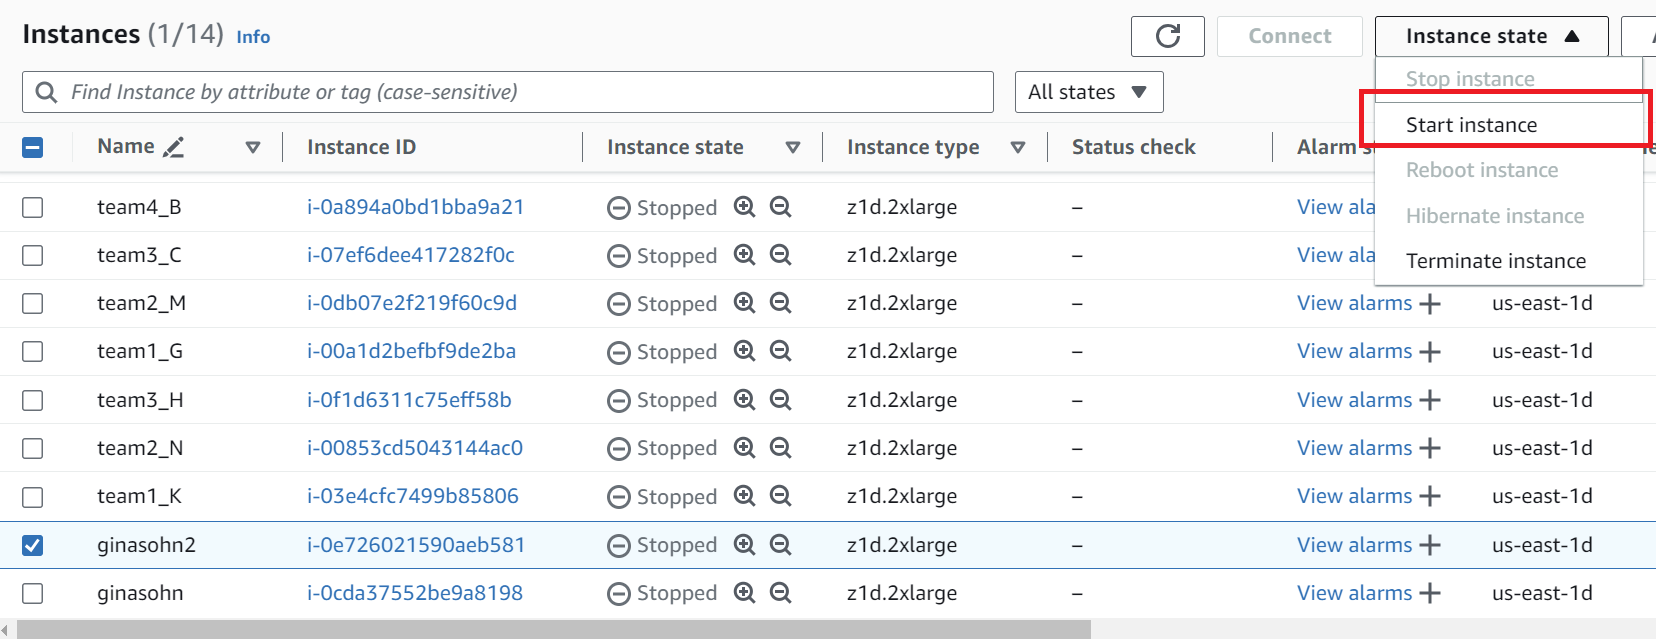 Instances (1/14) Info
Connect
Instance state
Find Instance by attribute or tag (case-sensitive)
All states
Stop instance
Start instance
Reboot instance
Hibernate instance
Terminate instance
Name Instance ID Instance state Instance type Status check Alarm
team4_B i-0a894a0bd1bba9a21 Stopped z1d.2xlarge – View ala
team3_C i-07ef6dee417282f0c Stopped z1d.2xlarge – View ala
team2_M i-0db07e2f219f60c9d Stopped z1d.2xlarge – View alarms + us-east-1d
team1_G i-00a1d2befbf9de2ba Stopped z1d.2xlarge – View alarms + us-east-1d
team3_H i-0f1d6311c75eff58b Stopped z1d.2xlarge – View alarms + us-east-1d
team2_N i-00853cd5043144ac0 Stopped z1d.2xlarge – View alarms + us-east-1d
team1_K i-03e4cfc7499b85806 Stopped z1d.2xlarge – View alarms + us-east-1d
ginasohn2 i-0e726021590aeb581 Stopped z1d.2xlarge – View alarms + us-east-1d
ginasohn i-0cda37552be9a8198 Stopped z1d.2xlarge – View alarms + us-east-1d